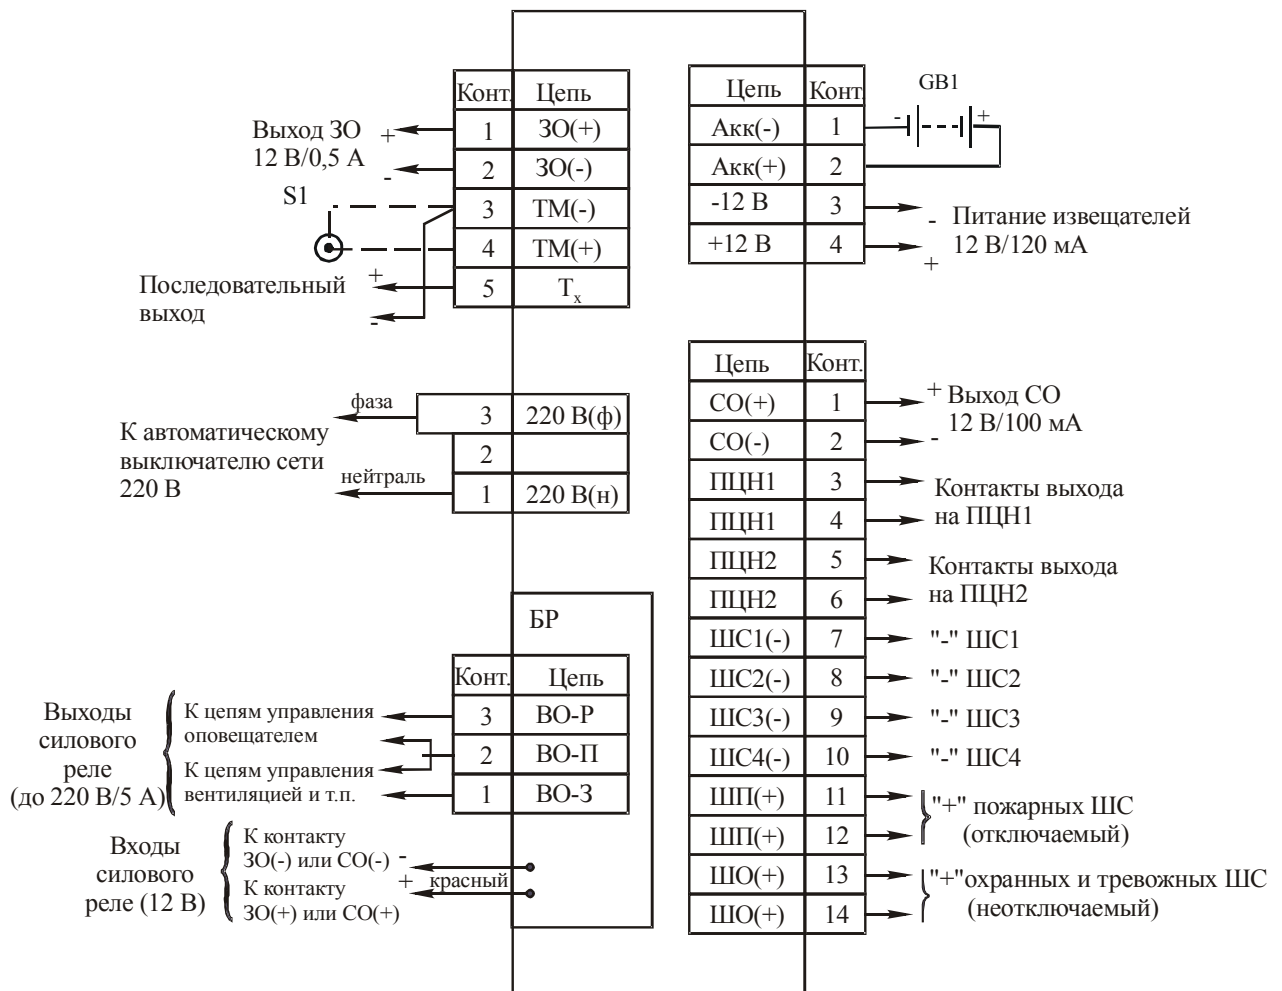 Конт. Цепь
Выход ЗО
12 В/0,5 А
+ 1 ЗО(+)
- 2 ЗО(-)
S1
3 ТМ(-)
4 ТМ(+)
Последовательный
выход
+ 5 Tx
-
Цепь Конт.
GB1
Акк(-) 1 - +
Акк(+) 2
-12 В 3 -
+12 В 4 +
Питание извещателей
12 В/120 мА
К автоматическому
выключателю сети
220 В
фаза 3 220 В(ф)
2
нейтраль 1 220 В(н)
Цепь Конт.
СО(+) 1 +
СО(-) 2 -
Выход СО
12 В/100 мА
ПЦН1 3
ПЦН1 4
Контакты выхода
на ПЦН1
ПЦН2 5
ПЦН2 6
Контакты выхода
на ПЦН2
ШС1(-) 7 "-" ШС1
ШС2(-) 8 "-" ШС2
ШС3(-) 9 "-" ШС3
ШС4(-) 10 "-" ШС4
ШП(+) 11
ШП(+) 12
"+" пожарных ШС
(отключаемый)
ШО(+) 13
ШО(+) 14
"+"охранных и тревожных ШС
(неотключаемый)
БР
Конт. Цепь
3 ВО-Р
2 ВО-П
1 ВО-З
Выходы
силового
реле
(до 220 В/5 А)
К цепям управления
оповещателем
К цепям управления
вентиляцией и т.п.
Входы
силового
реле (12 В)
К контакту
ЗО(-) или СО(-)
-
К контакту
ЗО(+) или СО(+)
+ красный